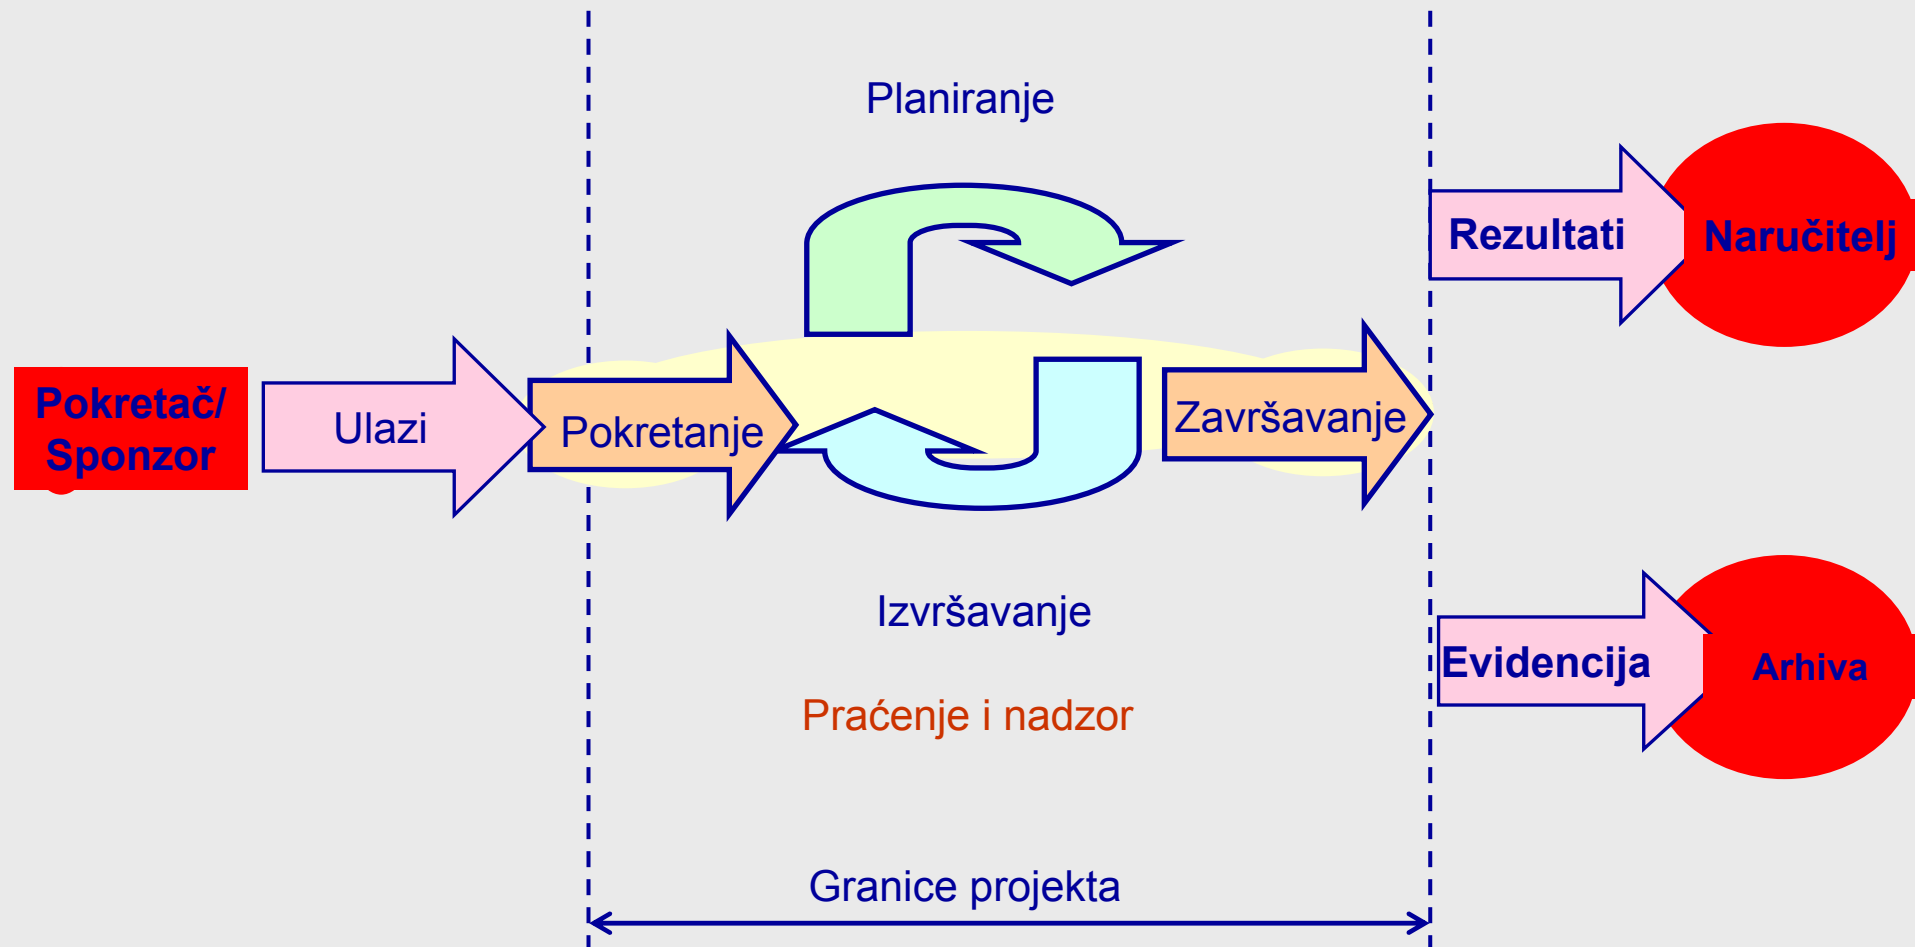 Planiranje
Rezultati
Naručitelj
Pokretač/
Sponzor
Ulazi
Pokretanje
Završavanje
Izvršavanje
Evidencija
Arhiva
Praćenje i nadzor
Granice projekta